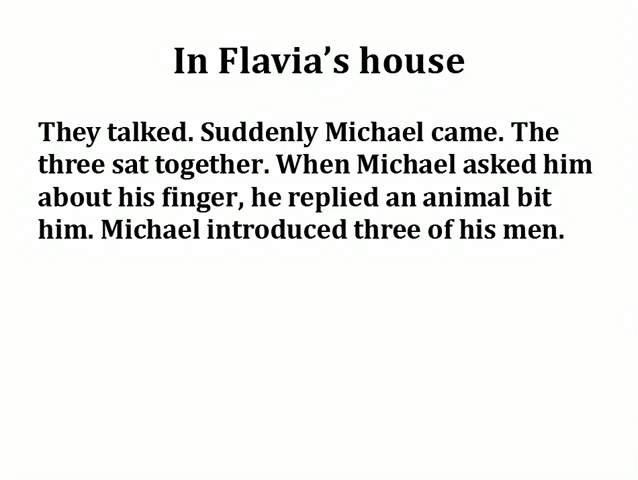 In Flavia’s house
They talked. Suddenly Michael came. The
three sat together. When Michael asked him
about his finger, he replied an animal bit
him. Michael introduced three of his men.